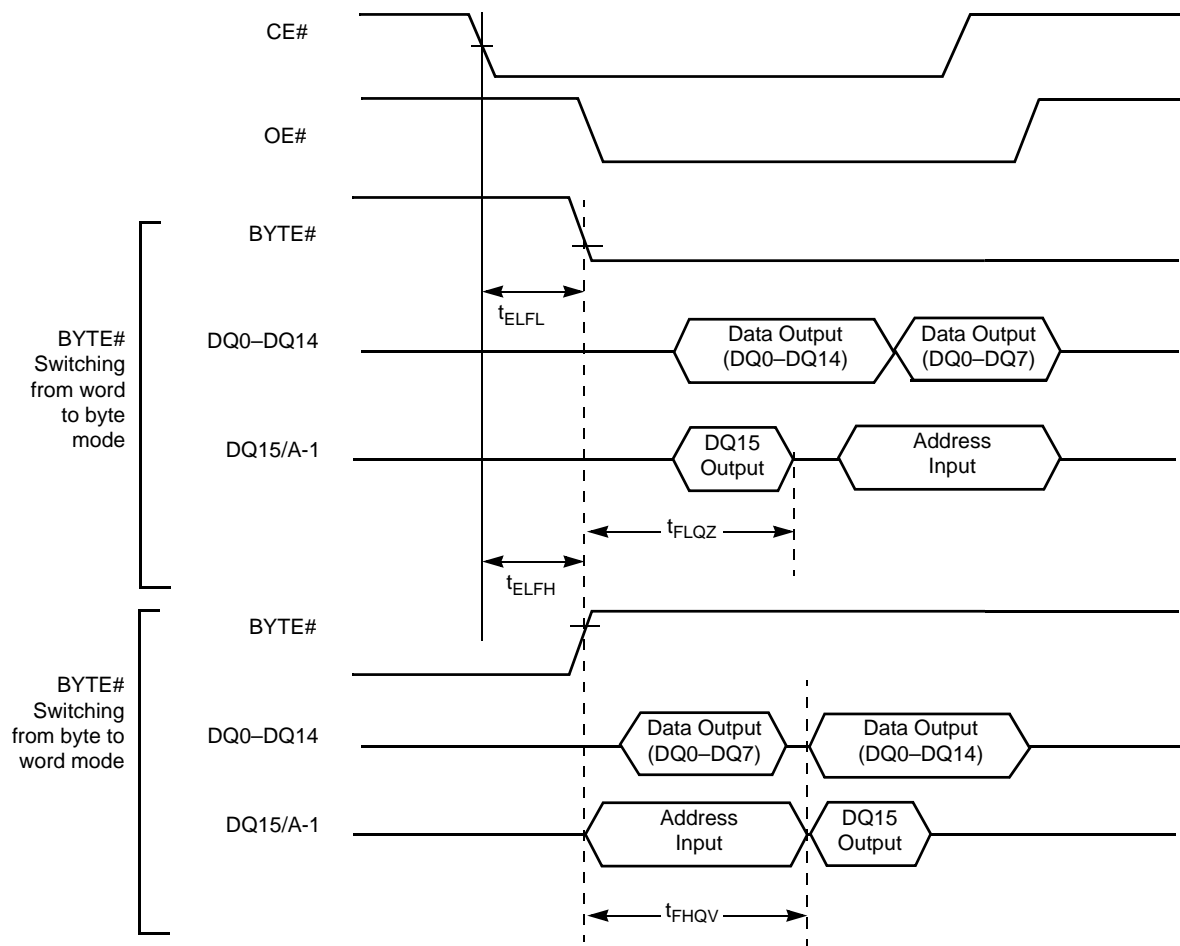 CE#
OE#
BYTE#
tELFL
BYTE#
Switching
from word
to byte
mode
DQ0–DQ14
Data Output
(DQ0–DQ14)
Data Output
(DQ0–DQ7)
DQ15/A-1
DQ15
Output
Address
Input
tFLQZ
tELFH
BYTE#
BYTE#
Switching
from byte to
word mode
DQ0–DQ14
Data Output
(DQ0–DQ7)
Data Output
(DQ0–DQ14)
DQ15/A-1
Address
Input
DQ15
Output
tFHQV